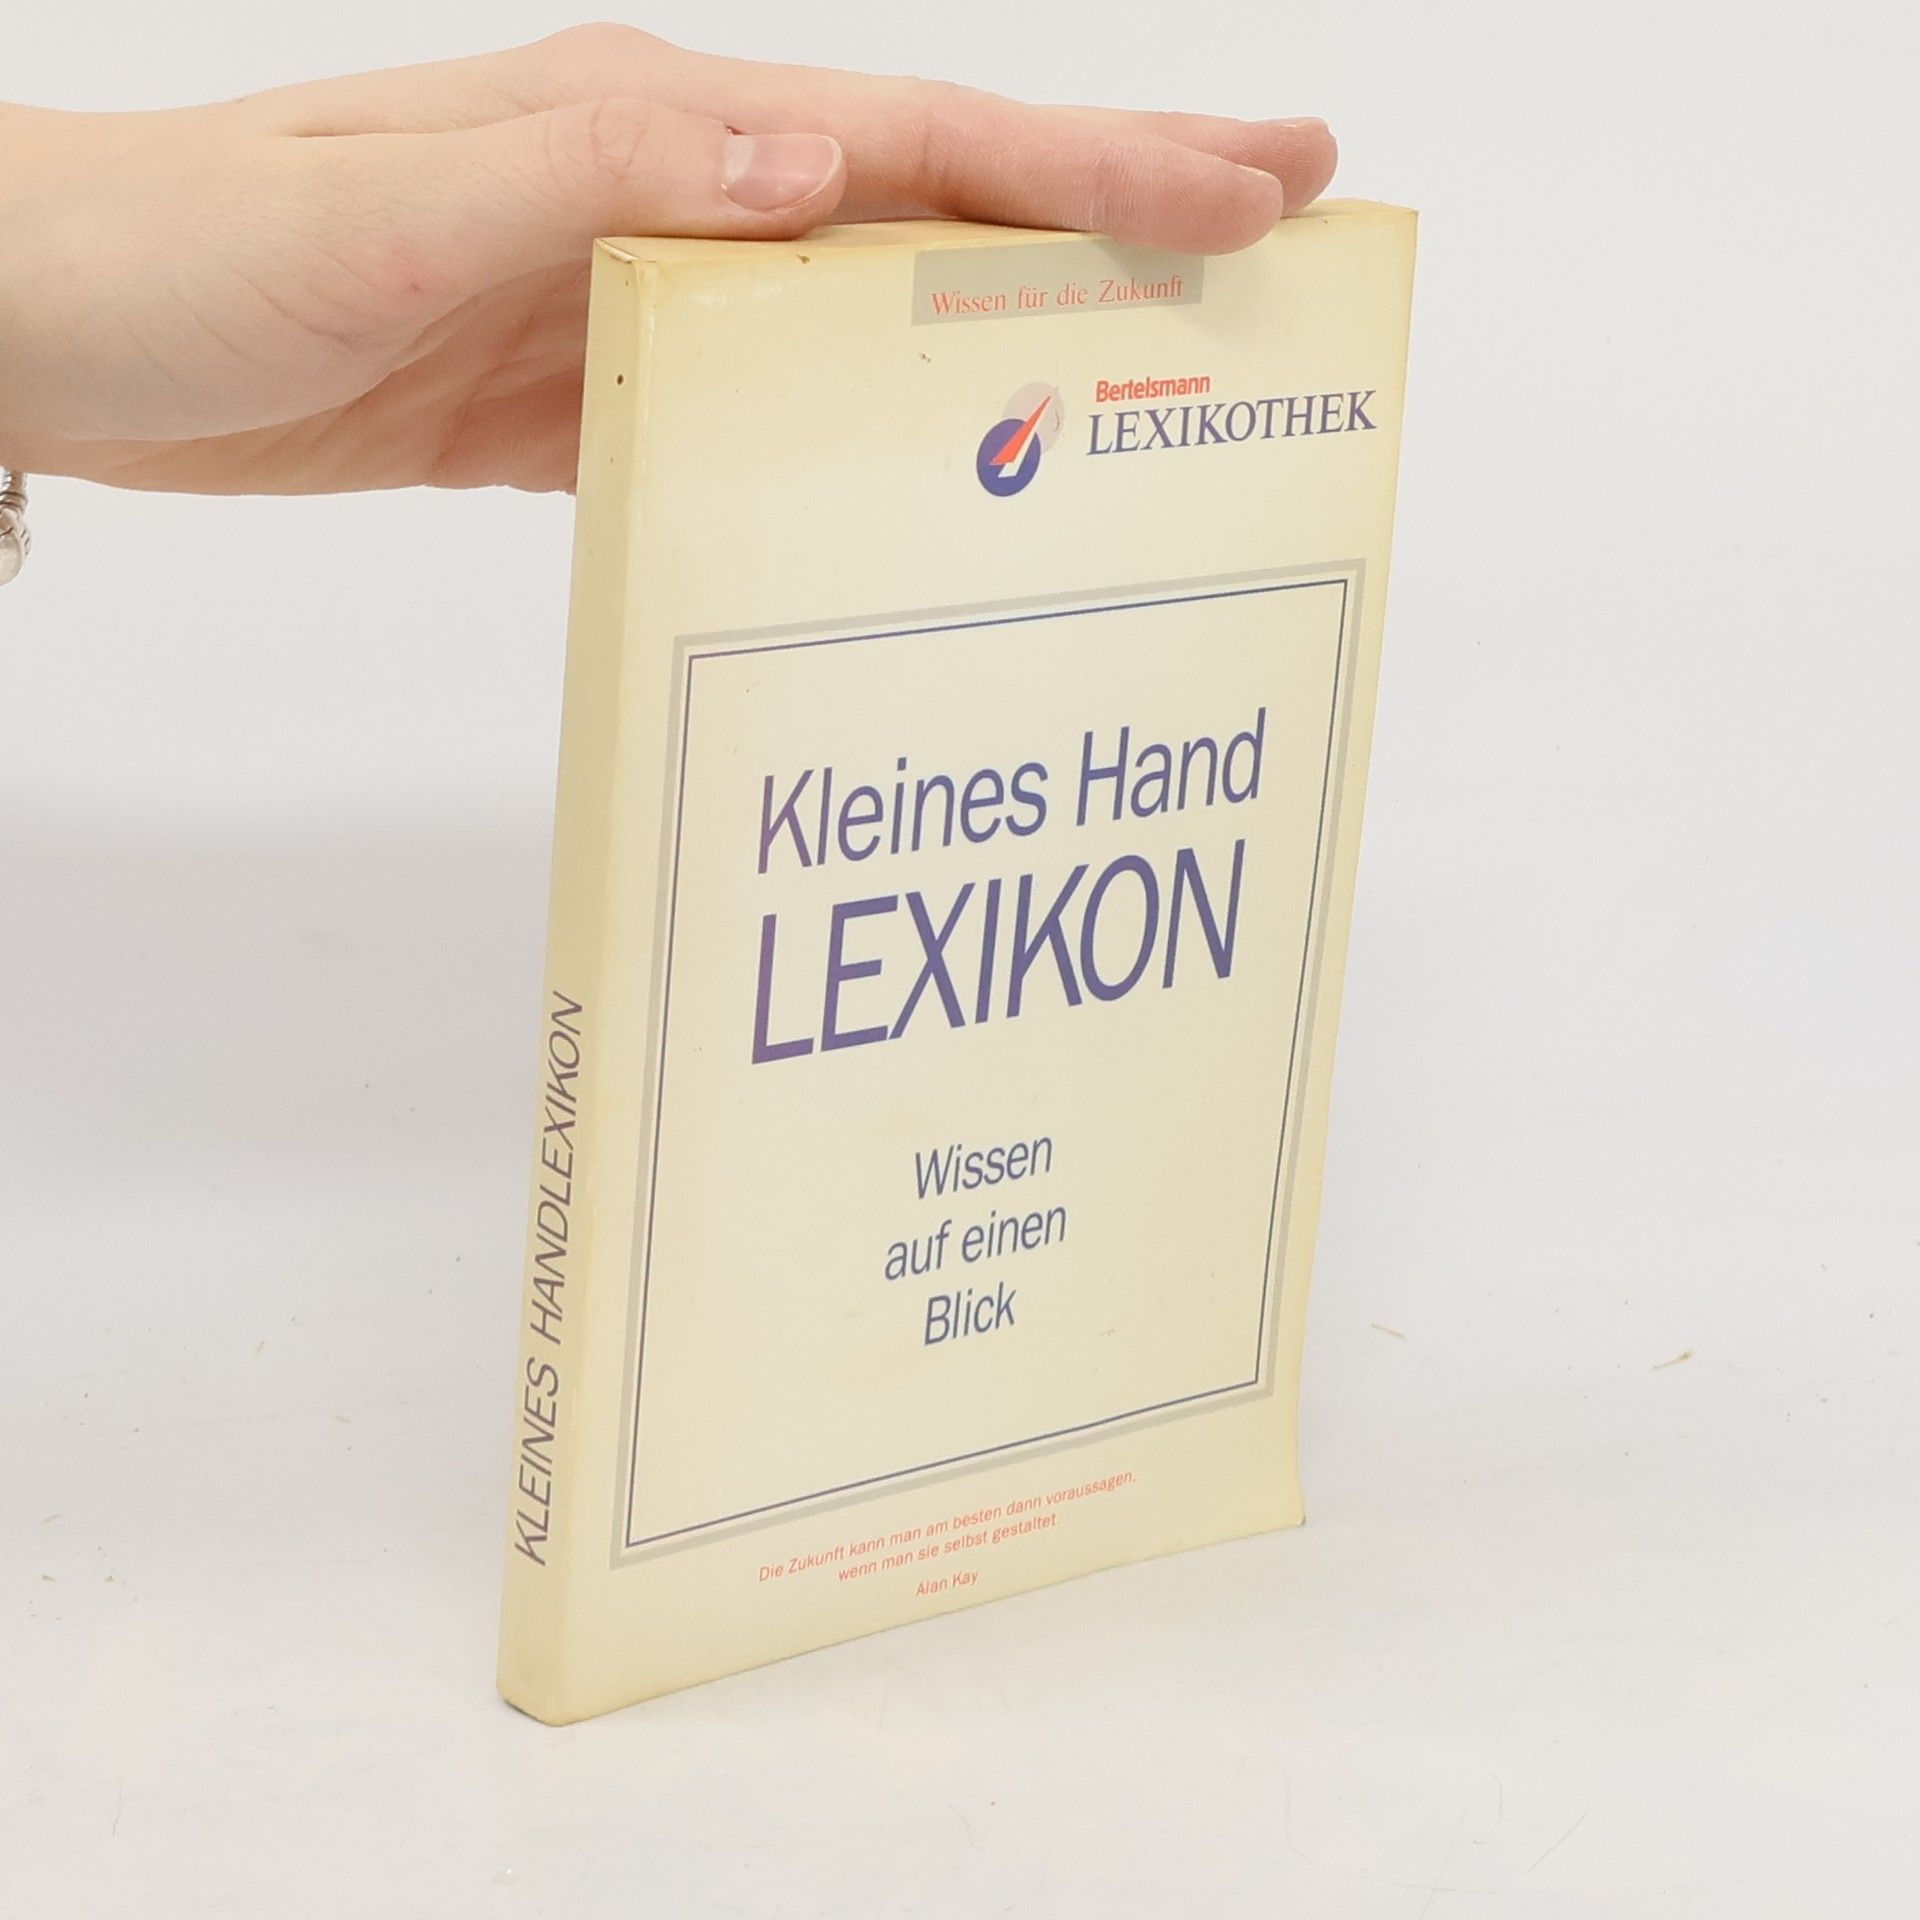 Wissen für die Zukunft
Bertelsmann
LEXIKOTHEK
Kleines Hand
LEXIKON
Wissen
auf einen
Blick
Die Zukunft kann man am besten dann voraussagen,
wenn man sie selbst gestaltet.
Alan Kay
KLEINES HANDLEXIKON